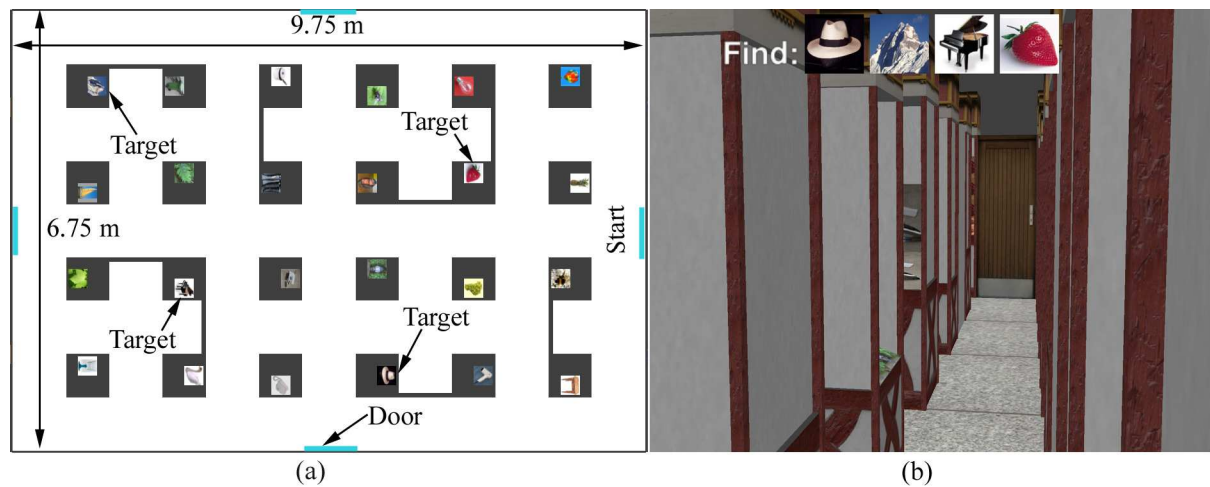 9.75 m
Find:
Target
Target
6.75 m
Start
Target
Target
Door
(a)
(b)